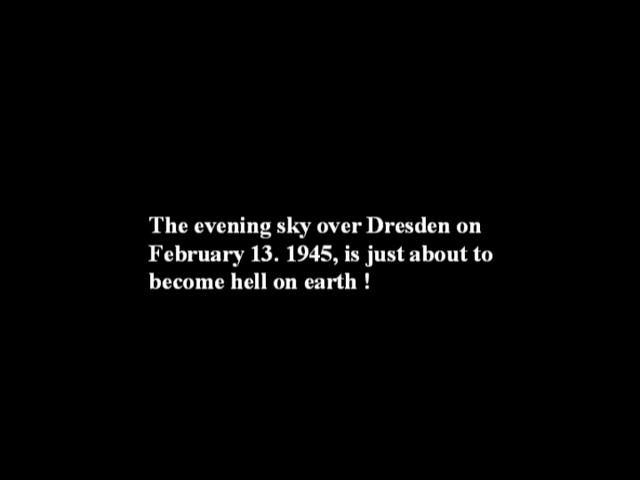 The evening sky over Dresden on
February 13. 1945, is just about to
become hell on earth !